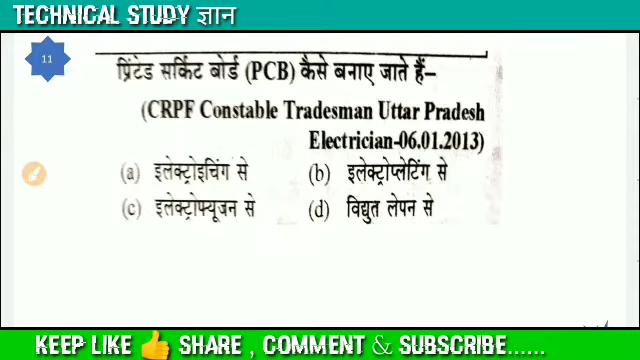 TECHNICAL STUDY ज्ञान
11
प्रिंटेड सर्किट बोर्ड (PCB) कैसे बनाए जाते हैं–
(CRPF Constable Tradesman Uttar Pradesh
Electrician-06.01.2013)
(a) इलेक्ट्रोइचिंग से (b) इलेक्ट्रोप्लेटिंग से
(c) इलेक्ट्रोफ्यूजन से (d) विद्युत लेपन से
KEEP LIKE 👍 SHARE , COMMENT & SUBSCRIBE......